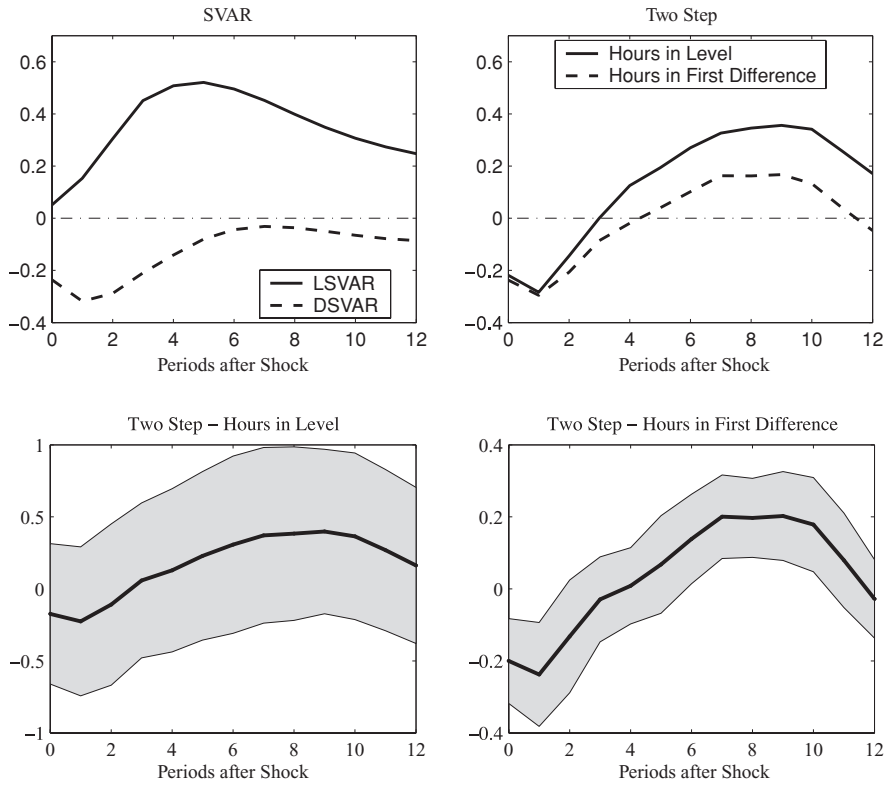 SVAR
0.6
0.4
0.2
0
−0.2
−0.4
0 2 4 6 8 10 12
LSVAR
DSVAR
Periods after Shock
Two Step
0.6
0.4
0.2
0
−0.2
−0.4
0 2 4 6 8 10 12
Hours in Level
Hours in First Difference
Periods after Shock
Two Step – Hours in Level
1
0.5
0
−0.5
−1
0 2 4 6 8 10 12
Periods after Shock
Two Step – Hours in First Difference
0.4
0.2
0
−0.2
−0.4
0 2 4 6 8 10 12
Periods after Shock